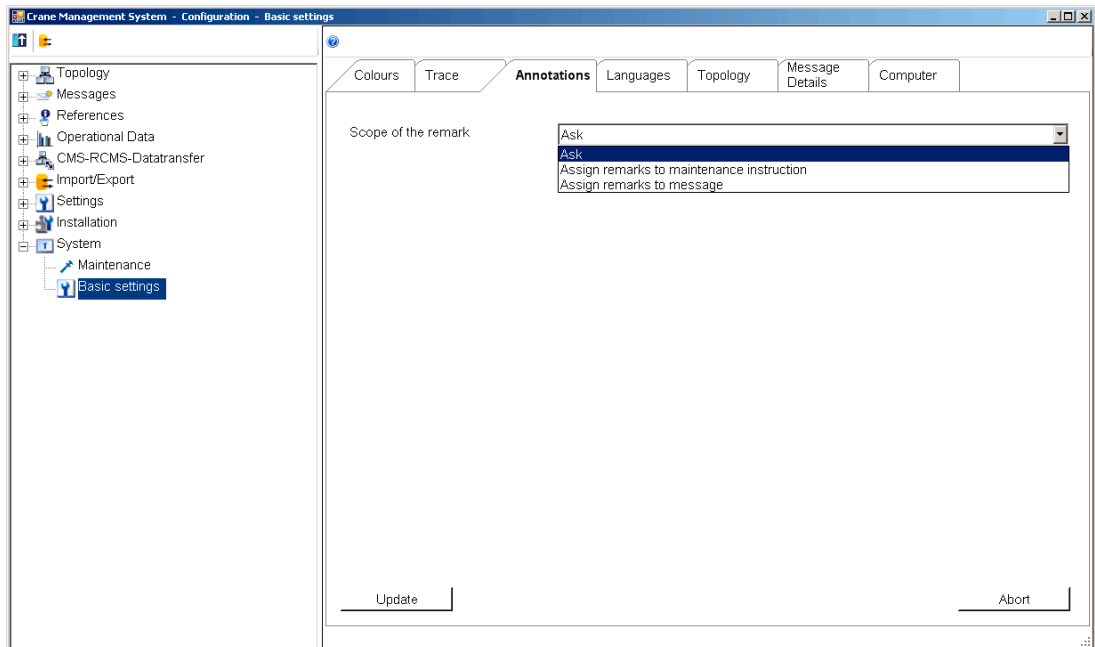 Crane Management System - Configuration - Basic settings
Topology
Messages
References
Operational Data
CMS-RCMS-Datatransfer
Import/Export
Settings
Installation
System
Maintenance
Basic settings
Colours
Trace
Annotations
Languages
Topology
Message
Details
Computer
Scope of the remark
Ask
Ask
Assign remarks to maintenance instruction
Assign remarks to message
Update
Abort